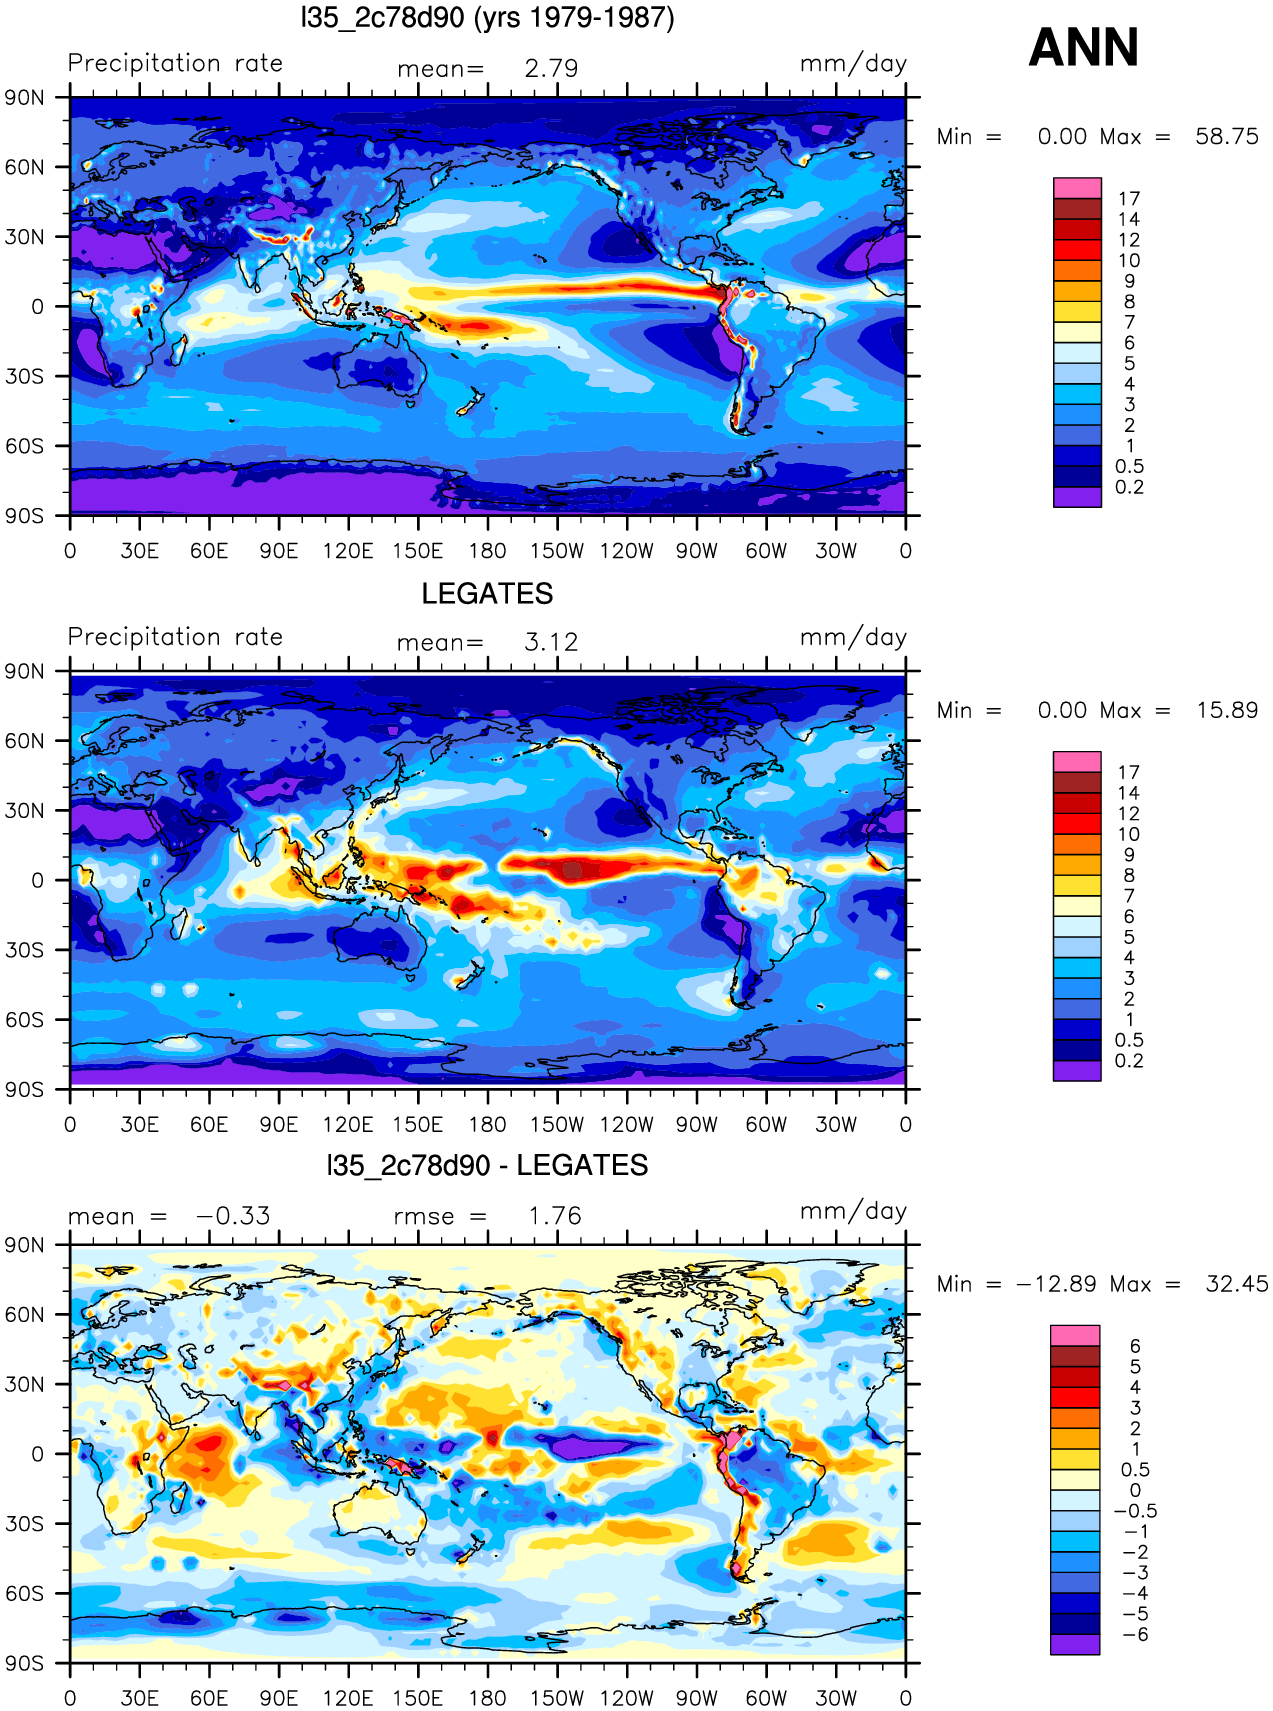 l35_2c78d90 (yrs 1979-1987)
ANN
Precipitation rate mean= 2.79 mm/day
Min = 0.00 Max = 58.75
90N
60N
30N
0
30S
60S
90S
0 30E 60E 90E 120E 150E 180 150W 120W 90W 60W 30W 0
17
14
12
10
9
8
7
6
5
4
3
2
1
0.5
0.2
LEGATES
Precipitation rate mean= 3.12 mm/day
Min = 0.00 Max = 15.89
90N
60N
30N
0
30S
60S
90S
0 30E 60E 90E 120E 150E 180 150W 120W 90W 60W 30W 0
17
14
12
10
9
8
7
6
5
4
3
2
1
0.5
0.2
l35_2c78d90 - LEGATES
mean = −0.33 rmse = 1.76 mm/day
Min = −12.89 Max = 32.45
90N
60N
30N
0
30S
60S
90S
0 30E 60E 90E 120E 150E 180 150W 120W 90W 60W 30W 0
6
5
4
3
2
1
0.5
0
−0.5
−1
−2
−3
−4
−5
−6